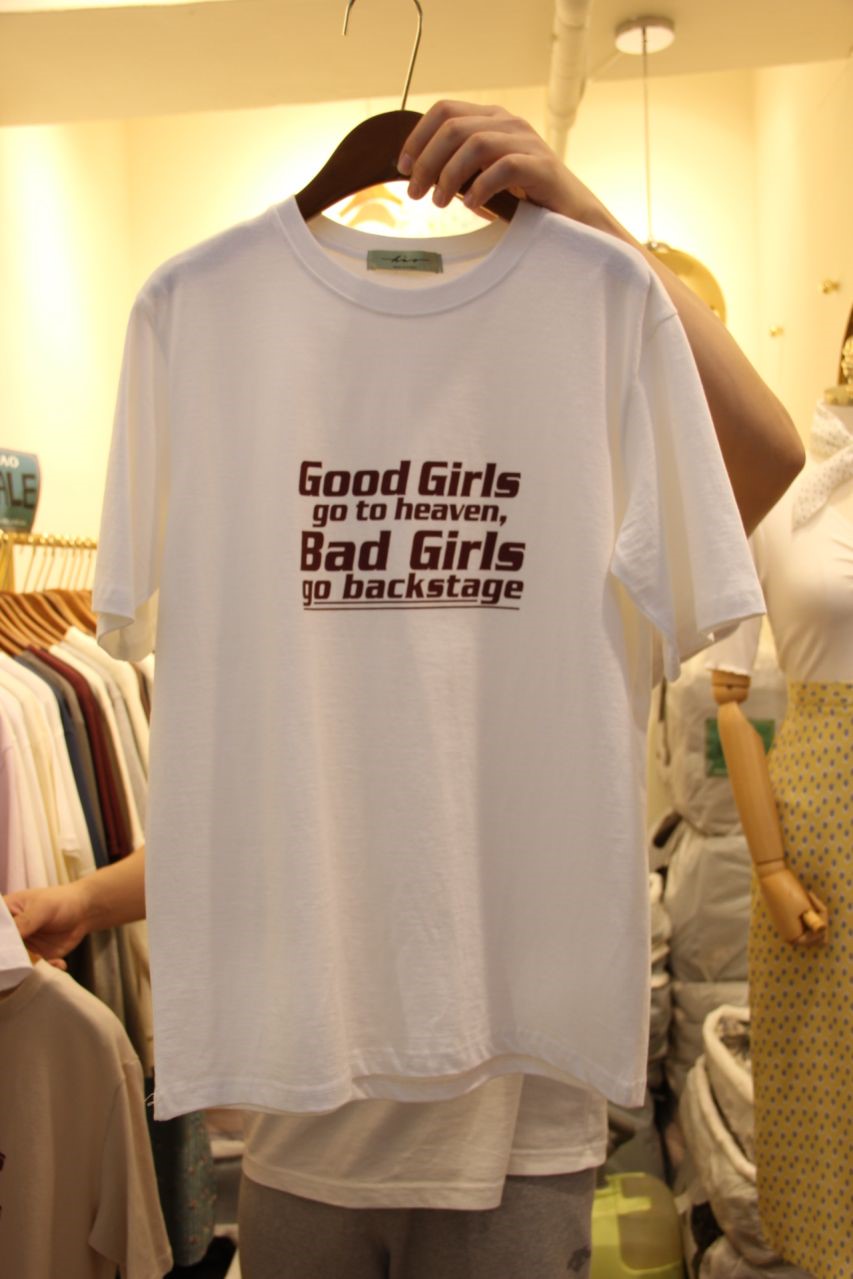 Good Girls
go to heaven,
Bad Girls
go backstage